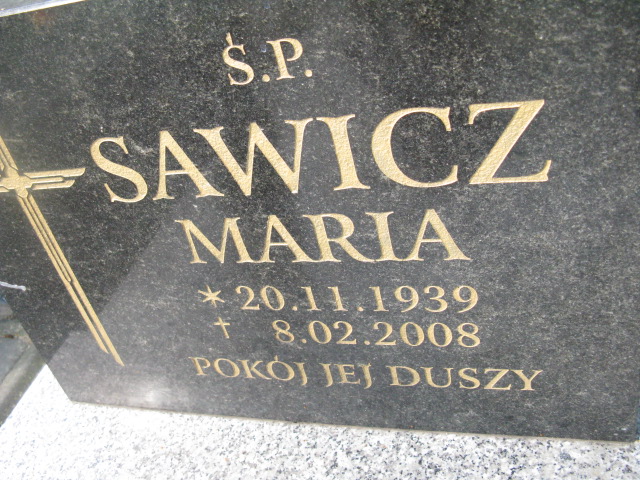 Ś.P.
SAWICZ
MARIA
* 20.11.1939
† 8.02.2008
POKÓJ JEJ DUSZY